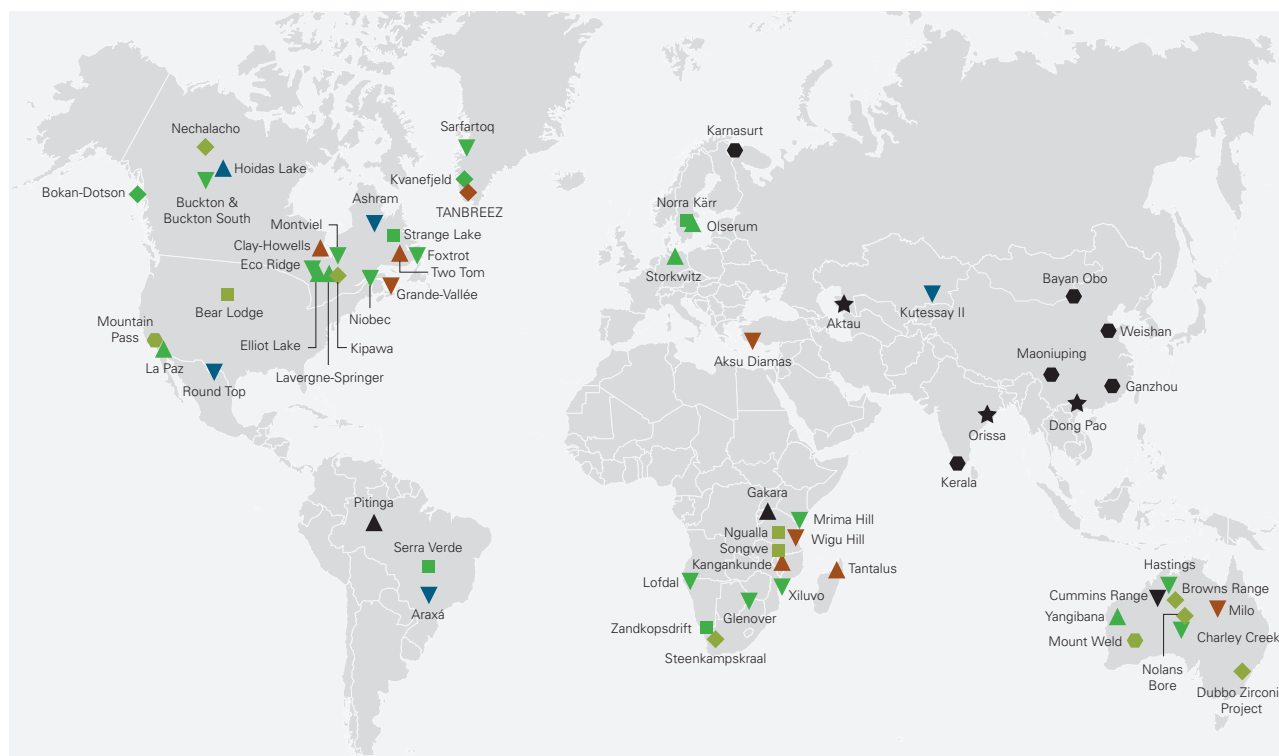 Nechalacho
Hoidas Lake
Bokan-Dotson
Buckton &
Buckton South
Sarfartoq
Kvanefjeld
TANBREEZ
Ashram
Montviel
Strange Lake
Clay-Howells
Foxtrot
Eco Ridge
Two Tom
Grande-Vallée
Bear Lodge
Niobec
Mountain
Pass
Elliot Lake
Kipawa
La Paz
Lavergne-Springer
Round Top
Pitinga
Serra Verde
Araxá
Karnasurt
Norra Kärr
Olserum
Storkwitz
Aktau
Kutessay II
Aksu Diamas
Bayan Obo
Weishan
Maoniuping
Ganzhou
Dong Pao
Orissa
Kerala
Gakara
Mrima Hill
Ngualla
Wigu Hill
Songwe
Kangankunde
Tantalus
Lofdal
Xiluvo
Glenover
Zandkopsdrift
Steenkampskraal
Hastings
Cummins Range
Browns Range
Yangibana
Milo
Mount Weld
Charley Creek
Nolans
Bore
Dubbo Zirconi
Project